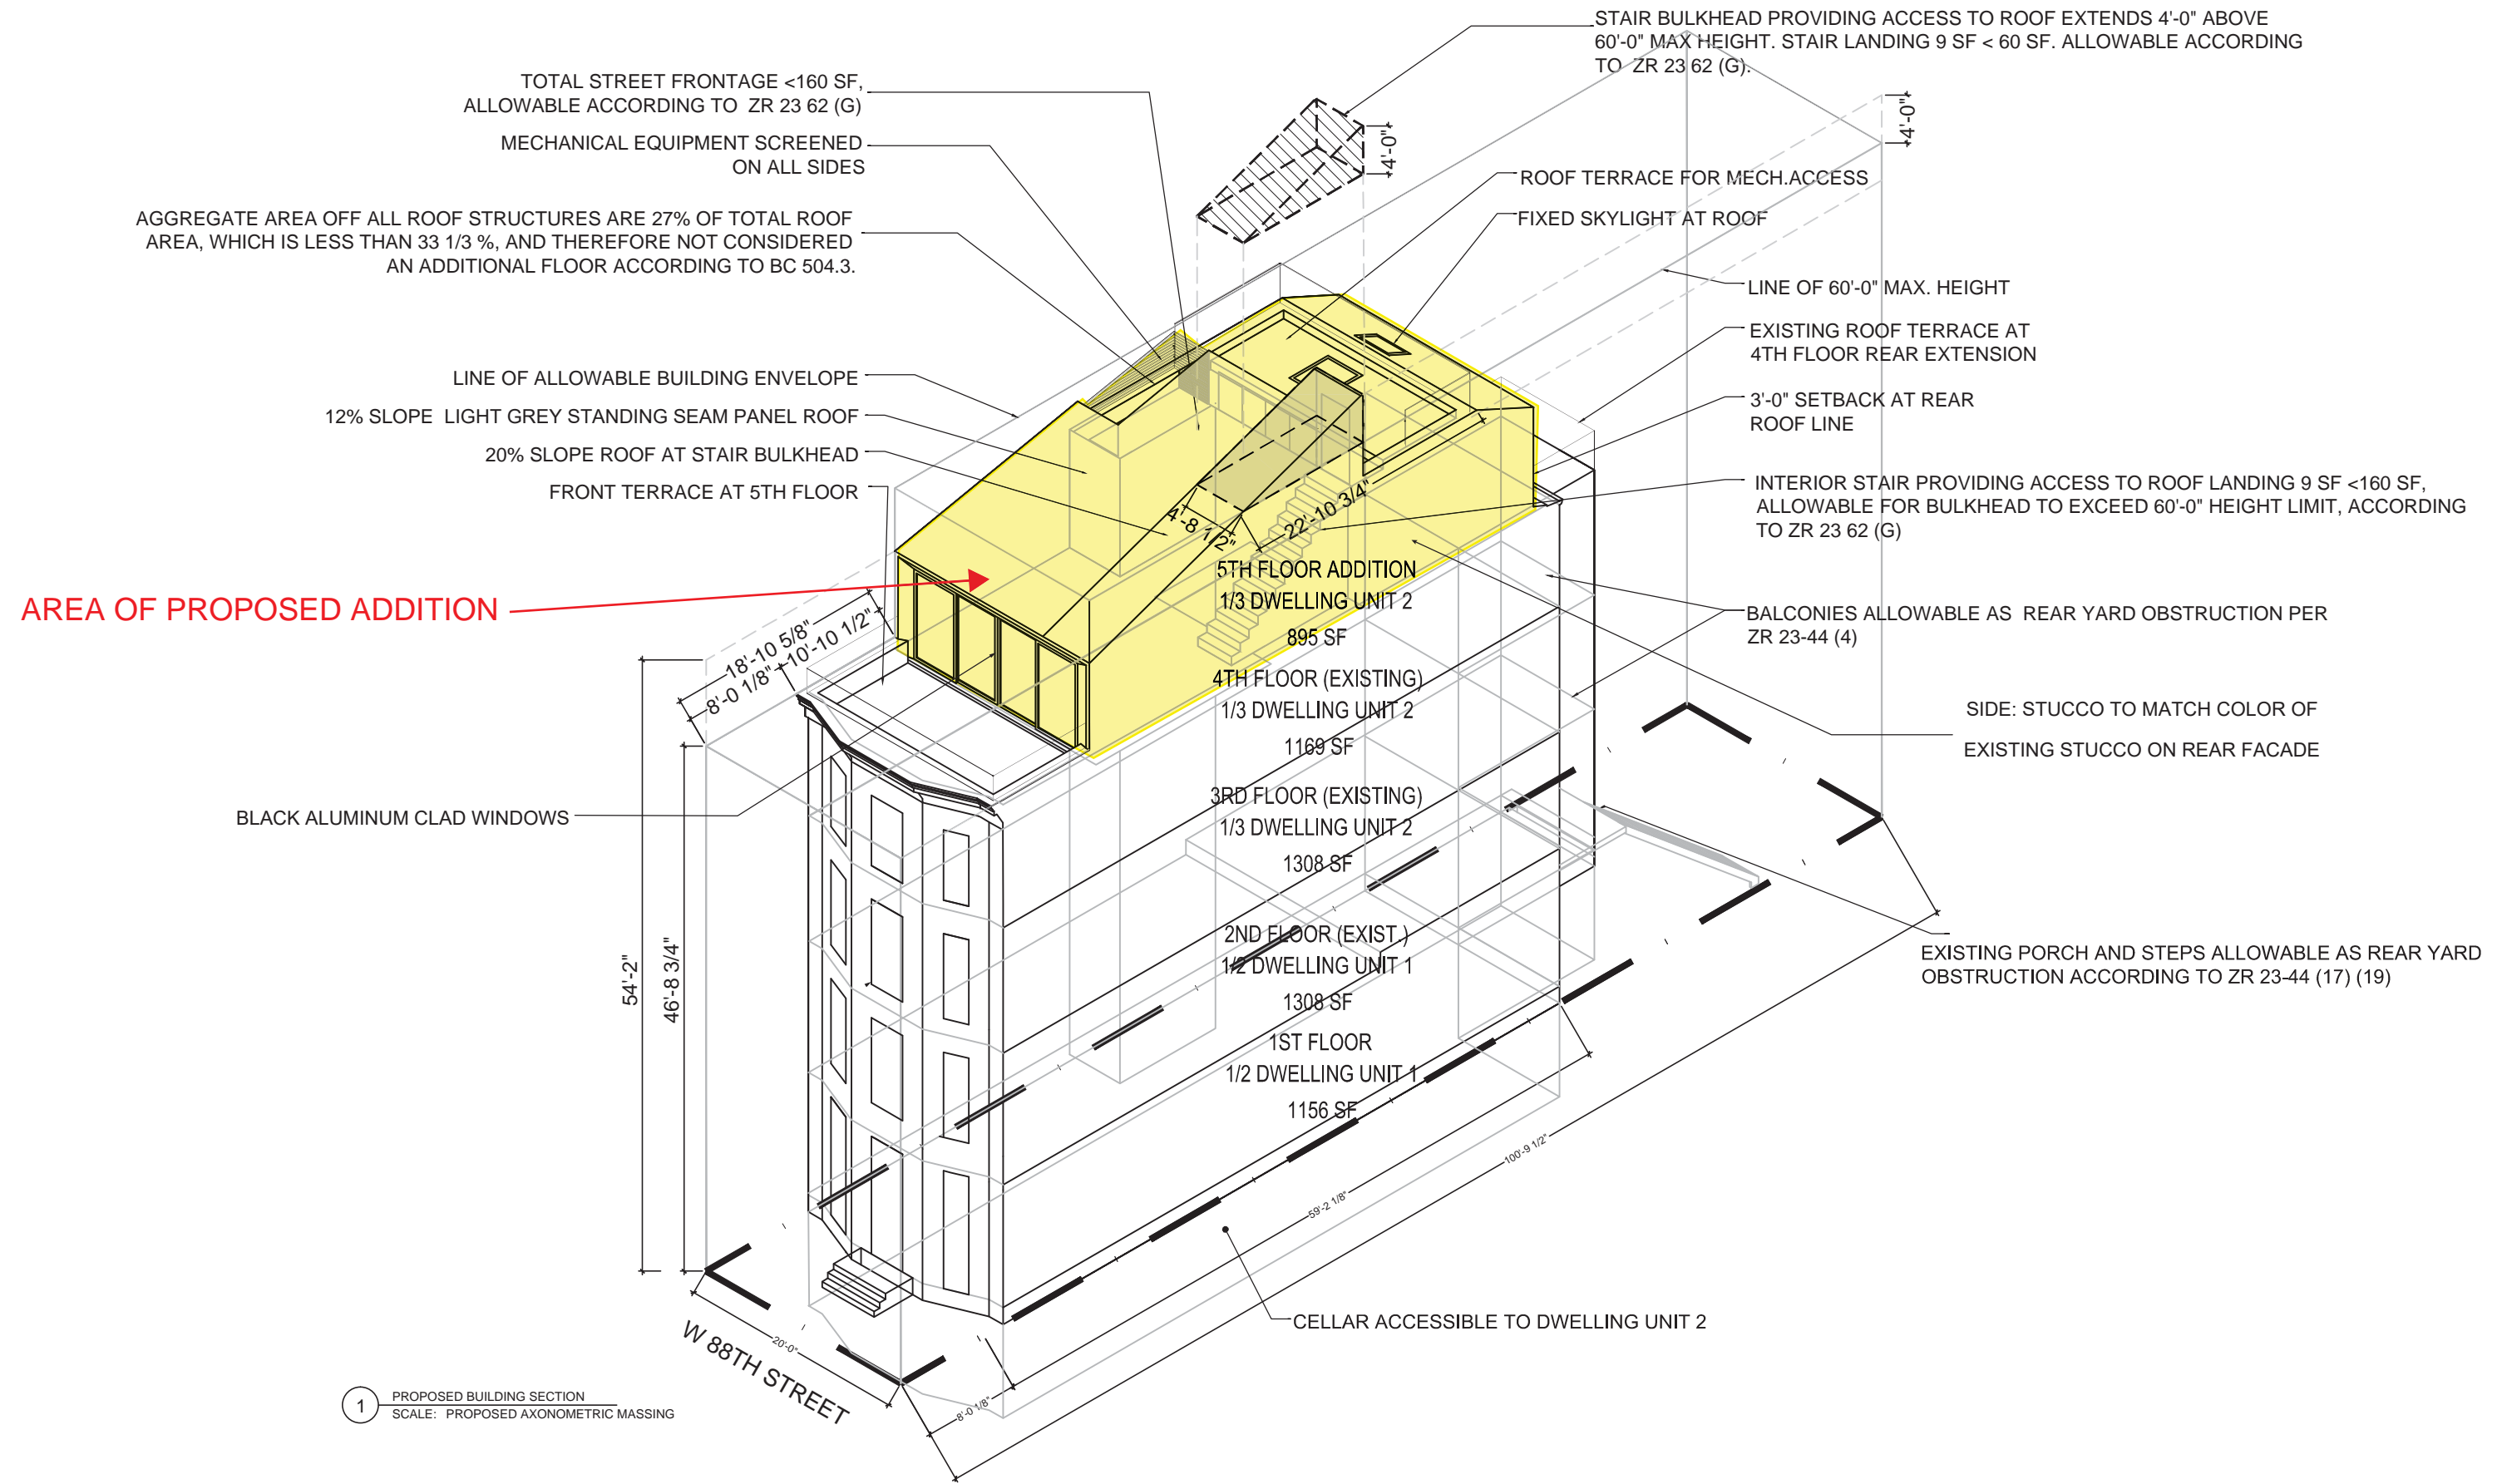 STAIR BULKHEAD PROVIDING ACCESS TO ROOF EXTENDS 4'-0" ABOVE
60'-0" MAX HEIGHT. STAIR LANDING 9 SF < 60 SF. ALLOWABLE ACCORDING
TO ZR 23 62 (G).
TOTAL STREET FRONTAGE <160 SF,
ALLOWABLE ACCORDING TO ZR 23 62 (G)
MECHANICAL EQUIPMENT SCREENED
ON ALL SIDES
AGGREGATE AREA OFF ALL ROOF STRUCTURES ARE 27% OF TOTAL ROOF
AREA, WHICH IS LESS THAN 33 1/3 %, AND THEREFORE NOT CONSIDERED
AN ADDITIONAL FLOOR ACCORDING TO BC 504.3.
LINE OF ALLOWABLE BUILDING ENVELOPE
12% SLOPE LIGHT GREY STANDING SEAM PANEL ROOF
20% SLOPE ROOF AT STAIR BULKHEAD
FRONT TERRACE AT 5TH FLOOR
AREA OF PROPOSED ADDITION
4'-0"
4'-0"
ROOF TERRACE FOR MECH.ACCESS
FIXED SKYLIGHT AT ROOF
LINE OF 60'-0" MAX. HEIGHT
EXISTING ROOF TERRACE AT
4TH FLOOR REAR EXTENSION
3'-0" SETBACK AT REAR
ROOF LINE
INTERIOR STAIR PROVIDING ACCESS TO ROOF LANDING 9 SF <160 SF,
ALLOWABLE FOR BULKHEAD TO EXCEED 60'-0" HEIGHT LIMIT, ACCORDING
TO ZR 23 62 (G)
BALCONIES ALLOWABLE AS REAR YARD OBSTRUCTION PER
ZR 23-44 (4)
SIDE: STUCCO TO MATCH COLOR OF
EXISTING STUCCO ON REAR FACADE
EXISTING PORCH AND STEPS ALLOWABLE AS REAR YARD
OBSTRUCTION ACCORDING TO ZR 23-44 (17) (19)
4'-8 1/2"
22'-10 3/4"
5TH FLOOR ADDITION
1/3 DWELLING UNIT 2
895 SF
4TH FLOOR (EXISTING)
1/3 DWELLING UNIT 2
1169 SF
3RD FLOOR (EXISTING)
1/3 DWELLING UNIT 2
1308 SF
2ND FLOOR (EXIST.)
1/2 DWELLING UNIT 1
1308 SF
1ST FLOOR
1/2 DWELLING UNIT 1
1156 SF
18'-10 5/8"
8'-0 1/8"
10'-10 1/2"
BLACK ALUMINUM CLAD WINDOWS
54'-2"
46'-8 3/4"
100'-9 1/2"
59'-2 1/8"
CELLAR ACCESSIBLE TO DWELLING UNIT 2
20'-0"
8'-0 1/8"
W 88TH STREET
1
PROPOSED BUILDING SECTION
SCALE: PROPOSED AXONOMETRIC MASSING